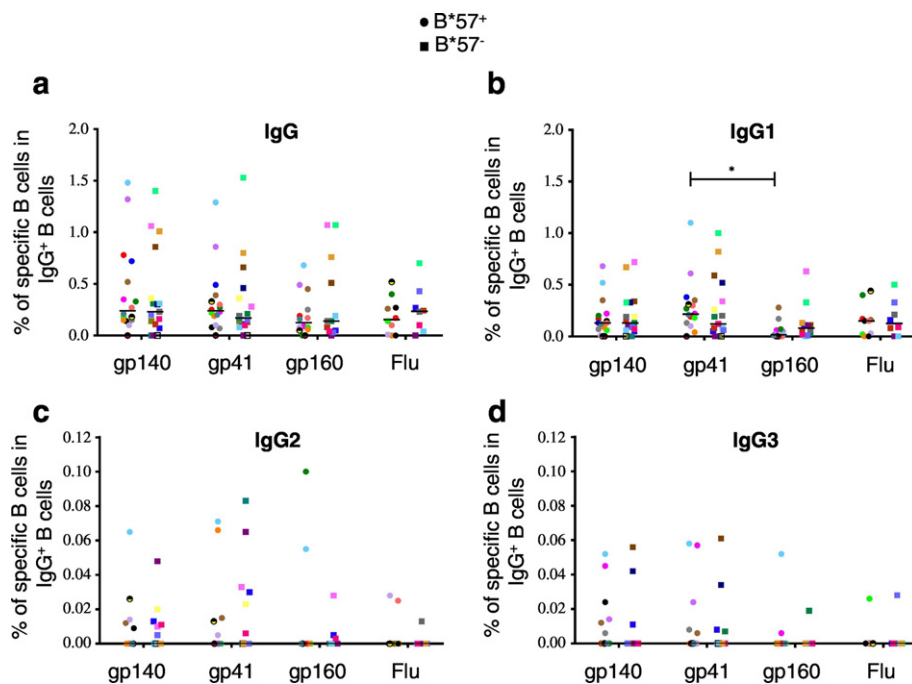 B*57+
B*57-
a
IgG
% of specific B cells in
IgG+ B cells
2.0
1.5
1.0
0.5
0.0
gp140 gp41 gp160 Flu
b
IgG1
% of specific B cells in
IgG+ B cells
2.0
1.5
1.0
0.5
0.0
*
gp140 gp41 gp160 Flu
c
IgG2
% of specific B cells in
IgG+ B cells
0.12
0.10
0.08
0.06
0.04
0.02
0.00
gp140 gp41 gp160 Flu
d
IgG3
% of specific B cells in
IgG+ B cells
0.12
0.10
0.08
0.06
0.04
0.02
0.00
gp140 gp41 gp160 Flu